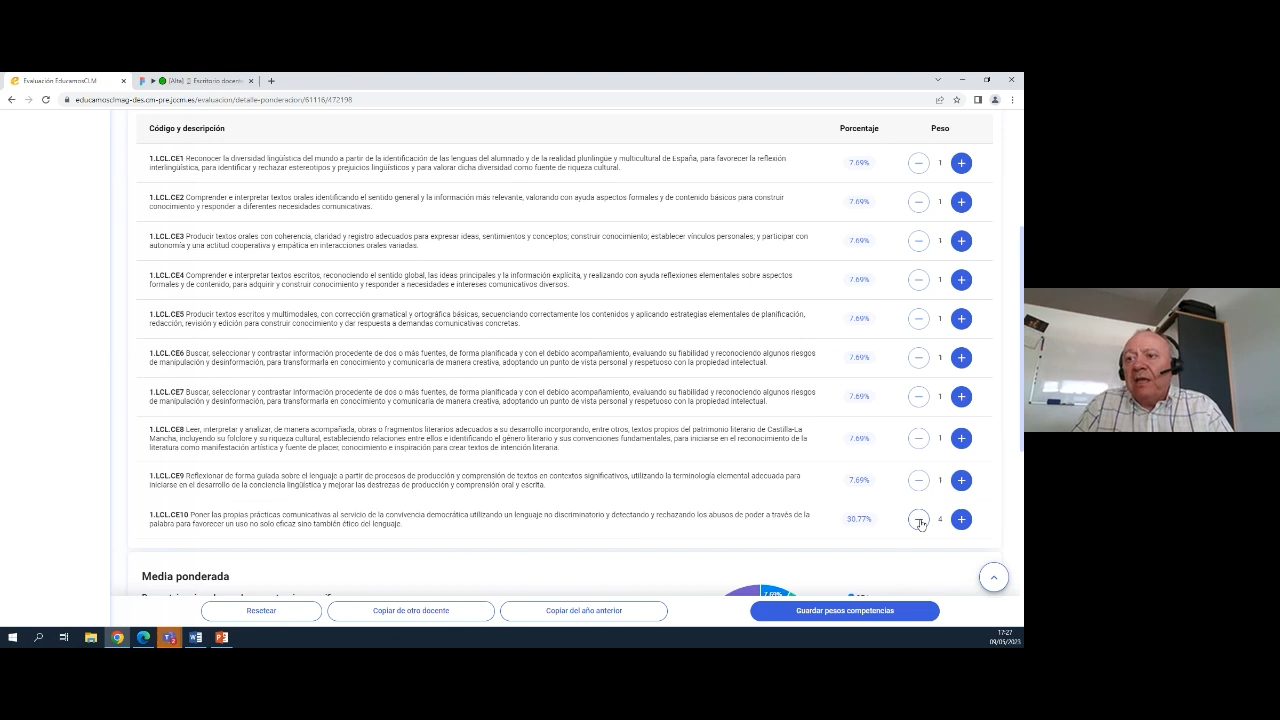 Evaluación EducamosCLM
[Alta] Escritorio docente
educamosclmag-des.cm-pre.jccm.es/evaluacion/detalle-ponderacion/61116/472198
Código y descripción Porcentaje Peso
1.LCL.CE1 Reconocer la diversidad lingüística del mundo a partir de la identificación de las lenguas del alumnado y de la realidad plurilingüe y multicultural de España, para favorecer la reflexión
interlingüística, para identificar y rechazar estereotipos y prejuicios lingüísticos y para valorar dicha diversidad como fuente de riqueza cultural.
7.69% 1
1.LCL.CE2 Comprender e interpretar textos orales identificando el sentido general y la información más relevante, valorando con ayuda aspectos formales y de contenido básicos para construir
conocimiento y responder a diferentes necesidades comunicativas.
7.69% 1
1.LCL.CE3 Producir textos orales con coherencia, claridad y registro adecuados para expresar ideas, sentimientos y conceptos; construir conocimiento; establecer vínculos personales; y participar con
autonomía y una actitud cooperativa y empática en interacciones orales variadas.
7.69% 1
1.LCL.CE4 Comprender e interpretar textos escritos, reconociendo el sentido global, las ideas principales y la información explícita, y realizando con ayuda reflexiones elementales sobre aspectos
formales y de contenido, para adquirir y construir conocimiento y responder a necesidades e intereses comunicativos diversos.
7.69% 1
1.LCL.CE5 Producir textos escritos y multimodales, con corrección gramatical y ortográfica básicas, secuenciando correctamente los contenidos y aplicando estrategias elementales de planificación,
redacción, revisión y edición para construir conocimiento y dar respuesta a demandas comunicativas concretas.
7.69% 1
1.LCL.CE6 Buscar, seleccionar y contrastar información procedente de dos o más fuentes, de forma planificada y con el debido acompañamiento, evaluando su fiabilidad y reconociendo algunos riesgos
de manipulación y desinformación, para transformarla en conocimiento y comunicarla de manera creativa, adoptando un punto de vista personal y respetuoso con la propiedad intelectual.
7.69% 1
1.LCL.CE7 Buscar, seleccionar y contrastar información procedente de dos o más fuentes, de forma planificada y con el debido acompañamiento, evaluando su fiabilidad y reconociendo algunos riesgos
de manipulación y desinformación, para transformarla en conocimiento y comunicarla de manera creativa, adoptando un punto de vista personal y respetuoso con la propiedad intelectual.
7.69% 1
1.LCL.CE8 Leer, interpretar y analizar, de manera acompañada, obras o fragmentos literarios adecuados a su desarrollo incorporando, entre otros, textos propios del patrimonio literario de Castilla-La
Mancha, incluyendo su folclore y su riqueza cultural, estableciendo relaciones entre ellos e identificando el género literario y sus convenciones fundamentales, para iniciarse en el reconocimiento de la
literatura como manifestación artística y fuente de placer, conocimiento e inspiración para crear textos de intención literaria.
7.69% 1
1.LCL.CE9 Reflexionar de forma guiada sobre el lenguaje a partir de procesos de producción y comprensión de textos en contextos significativos, utilizando la terminología elemental adecuada para
iniciarse en el desarrollo de la conciencia lingüística y mejorar las destrezas de producción y comprensión oral y escrita.
7.69% 1
1.LCL.CE10 Poner las propias prácticas comunicativas al servicio de la convivencia democrática utilizando un lenguaje no discriminatorio y detectando y rechazando los abusos de poder a través de la
palabra para favorecer un uso no solo eficaz sino también ético del lenguaje.
30.77% 4
Media ponderada
7.69%
Resetear Copiar de otro docente Copiar del año anterior Guardar pesos competencias
17:27
09/05/2023